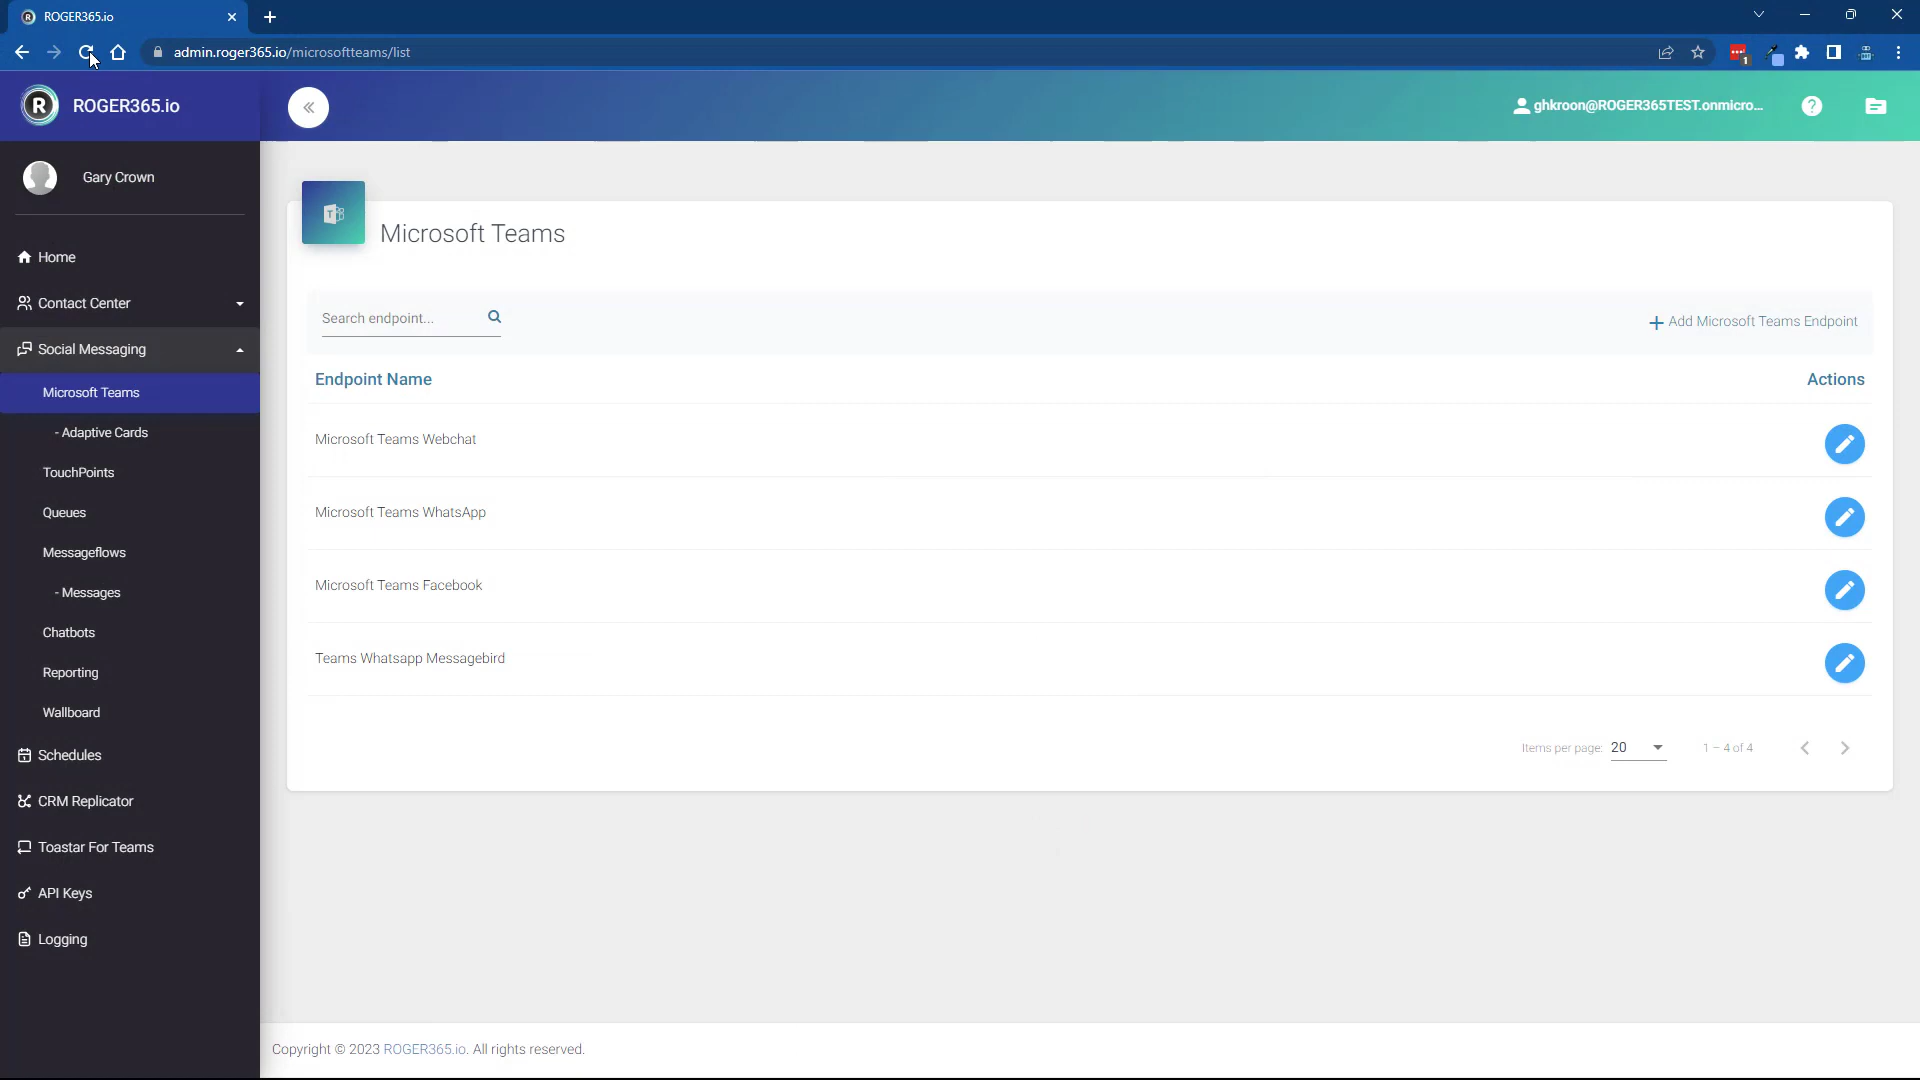 ROGER365.io
admin.roger365.io/microsoftteams/list
1
R
ROGER365.io
ghkroon@ROGER365TEST.onmicro...
Gary Crown
Home
Contact Center
Social Messaging
Microsoft Teams
- Adaptive Cards
TouchPoints
Queues
Messageflows
- Messages
Chatbots
Reporting
Wallboard
Schedules
CRM Replicator
Toastar For Teams
API Keys
Logging
Microsoft Teams
Search endpoint...
Add Microsoft Teams Endpoint
Endpoint Name
Actions
Microsoft Teams Webchat
Microsoft Teams WhatsApp
Microsoft Teams Facebook
Teams Whatsapp Messagebird
Items per page: 20
1 – 4 of 4
Copyright © 2023 ROGER365.io. All rights reserved.